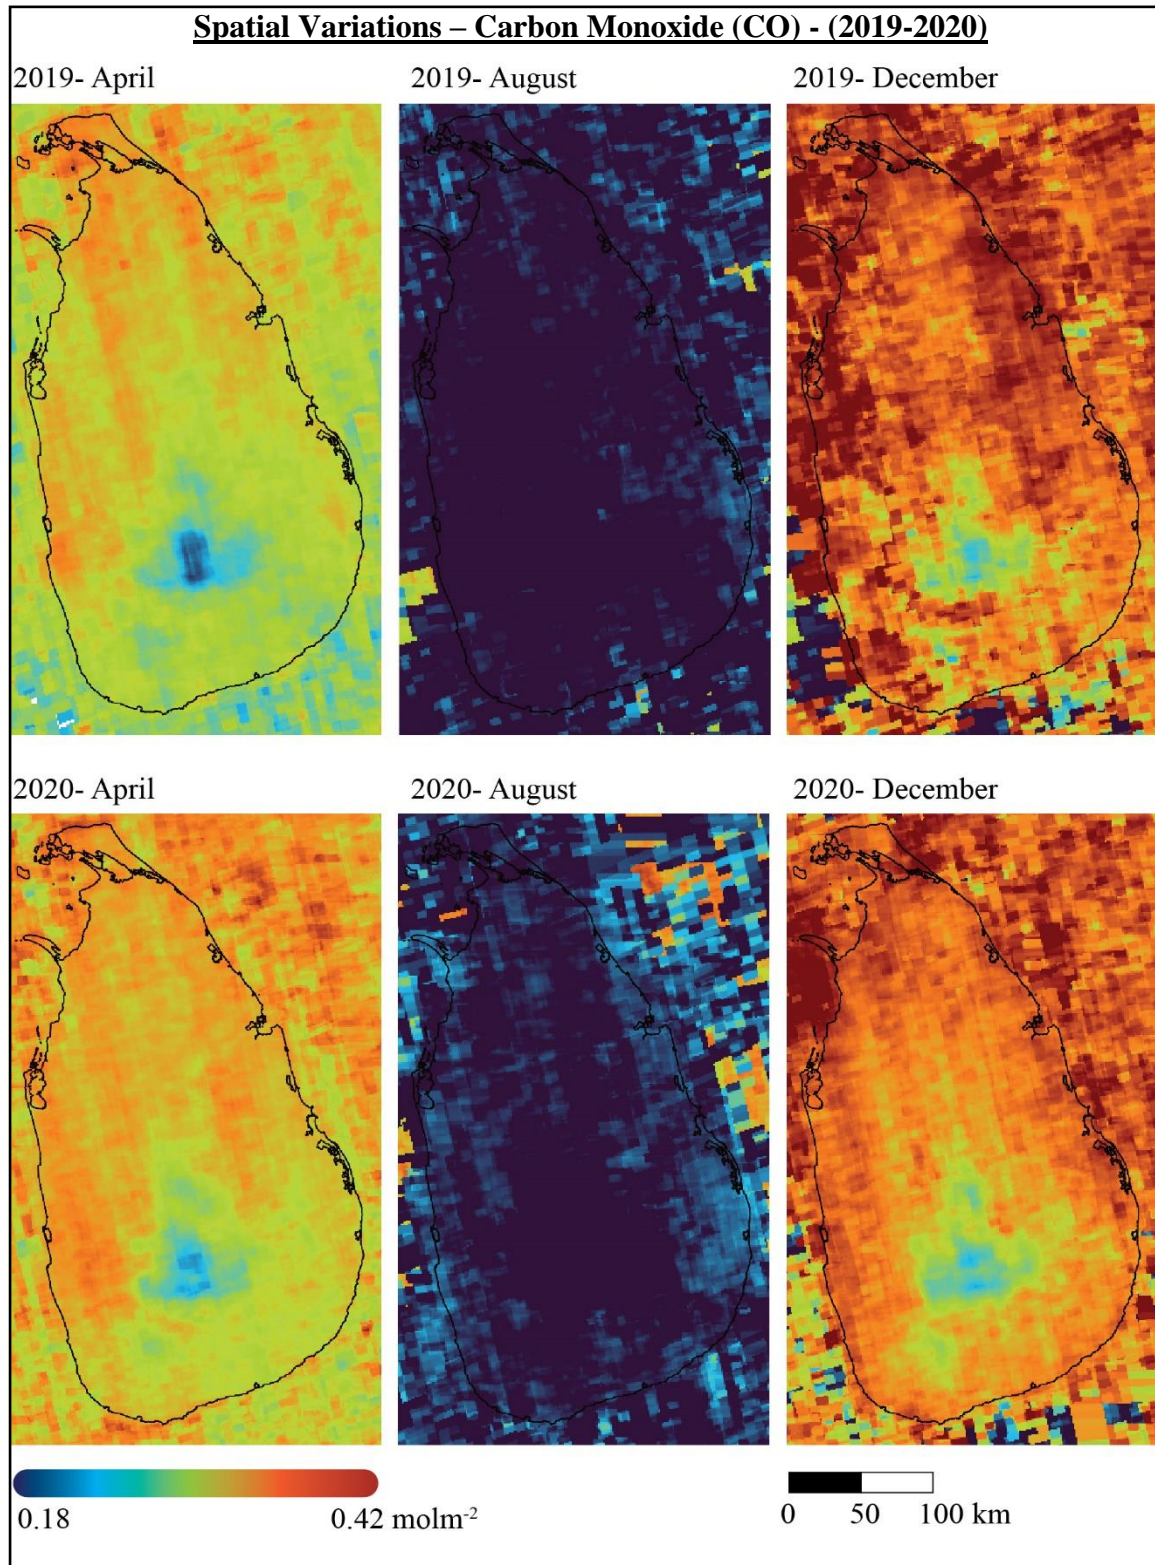 Spatial Variations – Carbon Monoxide (CO) - (2019-2020)
2019- April
2019- August
2019- December
2020- April
2020- August
2020- December
0.18
0.42 molm⁻²
0 50 100 km